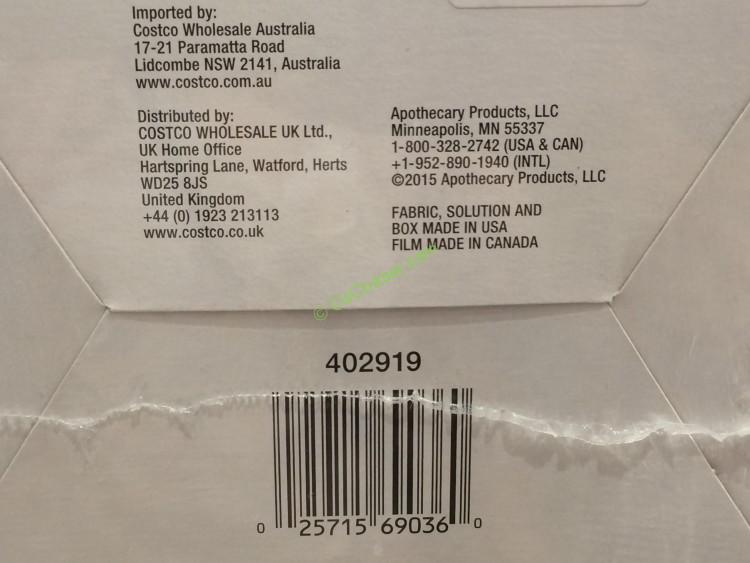 Imported by:
Costco Wholesale Australia
17-21 Paramatta Road
Lidcombe NSW 2141, Australia
www.costco.com.au
Distributed by:
COSTCO WHOLESALE UK Ltd.,
UK Home Office
Hartspring Lane, Watford, Herts
WD25 8JS
United Kingdom
+44 (0) 1923 213113
www.costco.co.uk
Apothecary Products, LLC
Minneapolis, MN 55337
1-800-328-2742 (USA & CAN)
+1-952-890-1940 (INTL)
©2015 Apothecary Products, LLC
FABRIC, SOLUTION AND
BOX MADE IN USA
FILM MADE IN CANADA
© CoChaser.com
402919
0 25715 69036 0